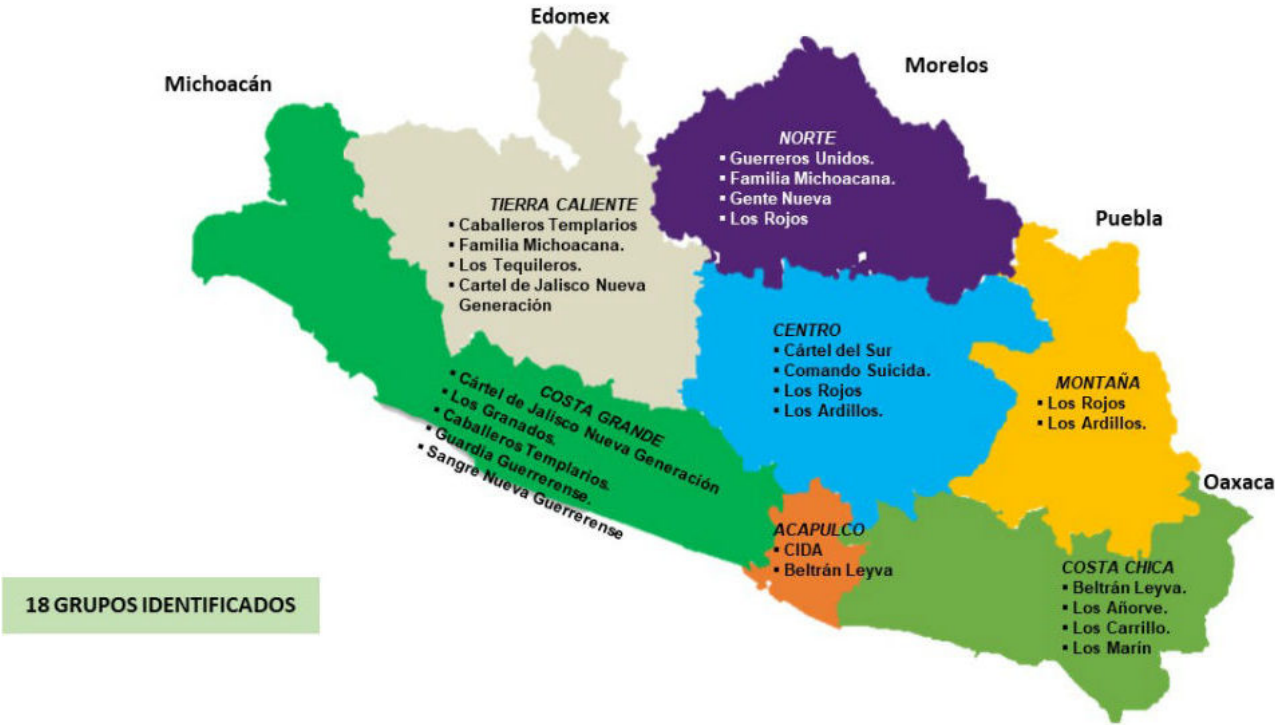 Edomex
Michoacán
Morelos
NORTE
▪ Guerreros Unidos.
▪ Familia Michoacana.
▪ Gente Nueva
▪ Los Rojos
TIERRA CALIENTE
▪ Caballeros Templarios
▪ Familia Michoacana.
▪ Los Tequileros.
▪ Cartel de Jalisco Nueva
Generación
Puebla
CENTRO
▪ Cártel del Sur
▪ Comando Suicida.
▪ Los Rojos
▪ Los Ardillos.
MONTAÑA
▪ Los Rojos
▪ Los Ardillos.
COSTA GRANDE
▪ Cártel de Jalisco Nueva Generación
▪ Los Granados.
▪ Caballeros Templarios.
▪ Guardia Guerrerense.
▪ Sangre Nueva Guerrerense
Oaxaca
ACAPULCO
▪ CIDA
▪ Beltrán Leyva
COSTA CHICA
▪ Beltrán Leyva.
▪ Los Añorve.
▪ Los Carrillo.
▪ Los Marín
18 GRUPOS IDENTIFICADOS